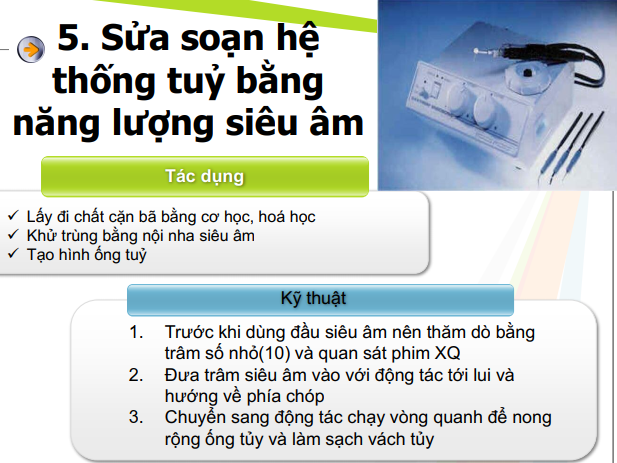 5. Sửa soạn hệ
thống tuỷ bằng
năng lượng siêu âm
Tác dụng
✓ Lấy đi chất cặn bã bằng cơ học, hoá học
✓ Khử trùng bằng nội nha siêu âm
✓ Tạo hình ống tuỷ
Kỹ thuật
1. Trước khi dùng đầu siêu âm nên thăm dò bằng
trâm số nhỏ(10) và quan sát phim XQ
2. Đưa trâm siêu âm vào với động tác tới lui và
hướng về phía chóp
3. Chuyển sang động tác chạy vòng quanh để nong
rộng ống tủy và làm sạch vách tủy